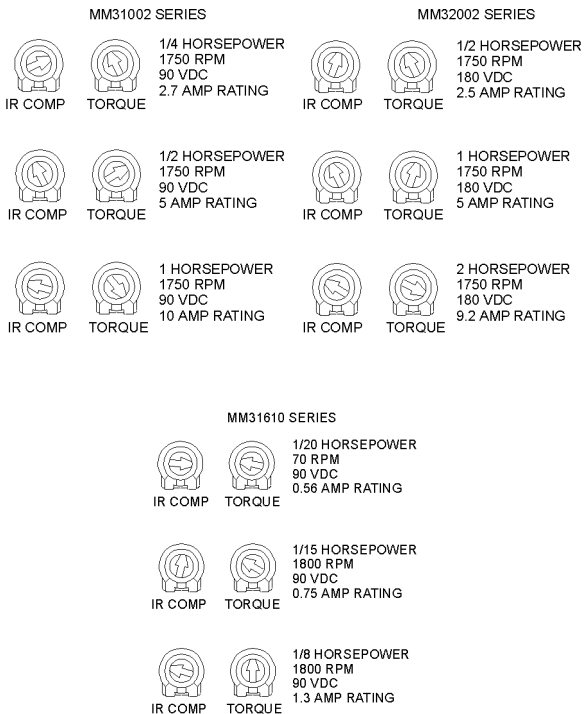 MM31002 SERIES
IR COMP
TORQUE
1/4 HORSEPOWER
1750 RPM
90 VDC
2.7 AMP RATING
IR COMP
TORQUE
1/2 HORSEPOWER
1750 RPM
90 VDC
5 AMP RATING
IR COMP
TORQUE
1 HORSEPOWER
1750 RPM
90 VDC
10 AMP RATING
MM32002 SERIES
IR COMP
TORQUE
1/2 HORSEPOWER
1750 RPM
180 VDC
2.5 AMP RATING
IR COMP
TORQUE
1 HORSEPOWER
1750 RPM
180 VDC
5 AMP RATING
IR COMP
TORQUE
2 HORSEPOWER
1750 RPM
180 VDC
9.2 AMP RATING
MM31610 SERIES
IR COMP
TORQUE
1/20 HORSEPOWER
70 RPM
90 VDC
0.56 AMP RATING
IR COMP
TORQUE
1/15 HORSEPOWER
1800 RPM
90 VDC
0.75 AMP RATING
IR COMP
TORQUE
1/8 HORSEPOWER
1800 RPM
90 VDC
1.3 AMP RATING